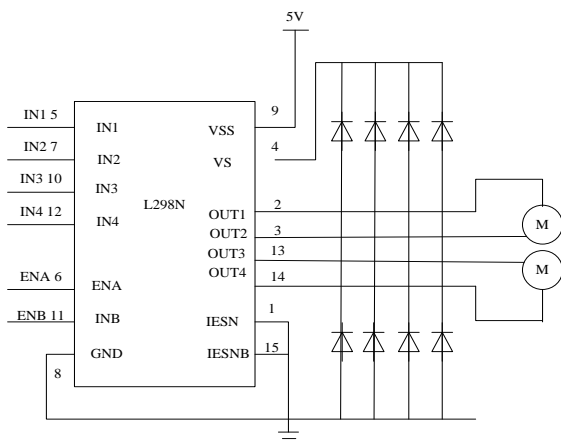 5V
IN1 5
IN1
9
VSS
IN2 7
IN2
4
VS
IN3 10
IN3
L298N
IN4 12
IN4
OUT1
2
OUT2
3
M
OUT3
13
OUT4
14
M
ENA 6
ENA
ENB 11
INB
IESN
1
GND
IESNB
15
8